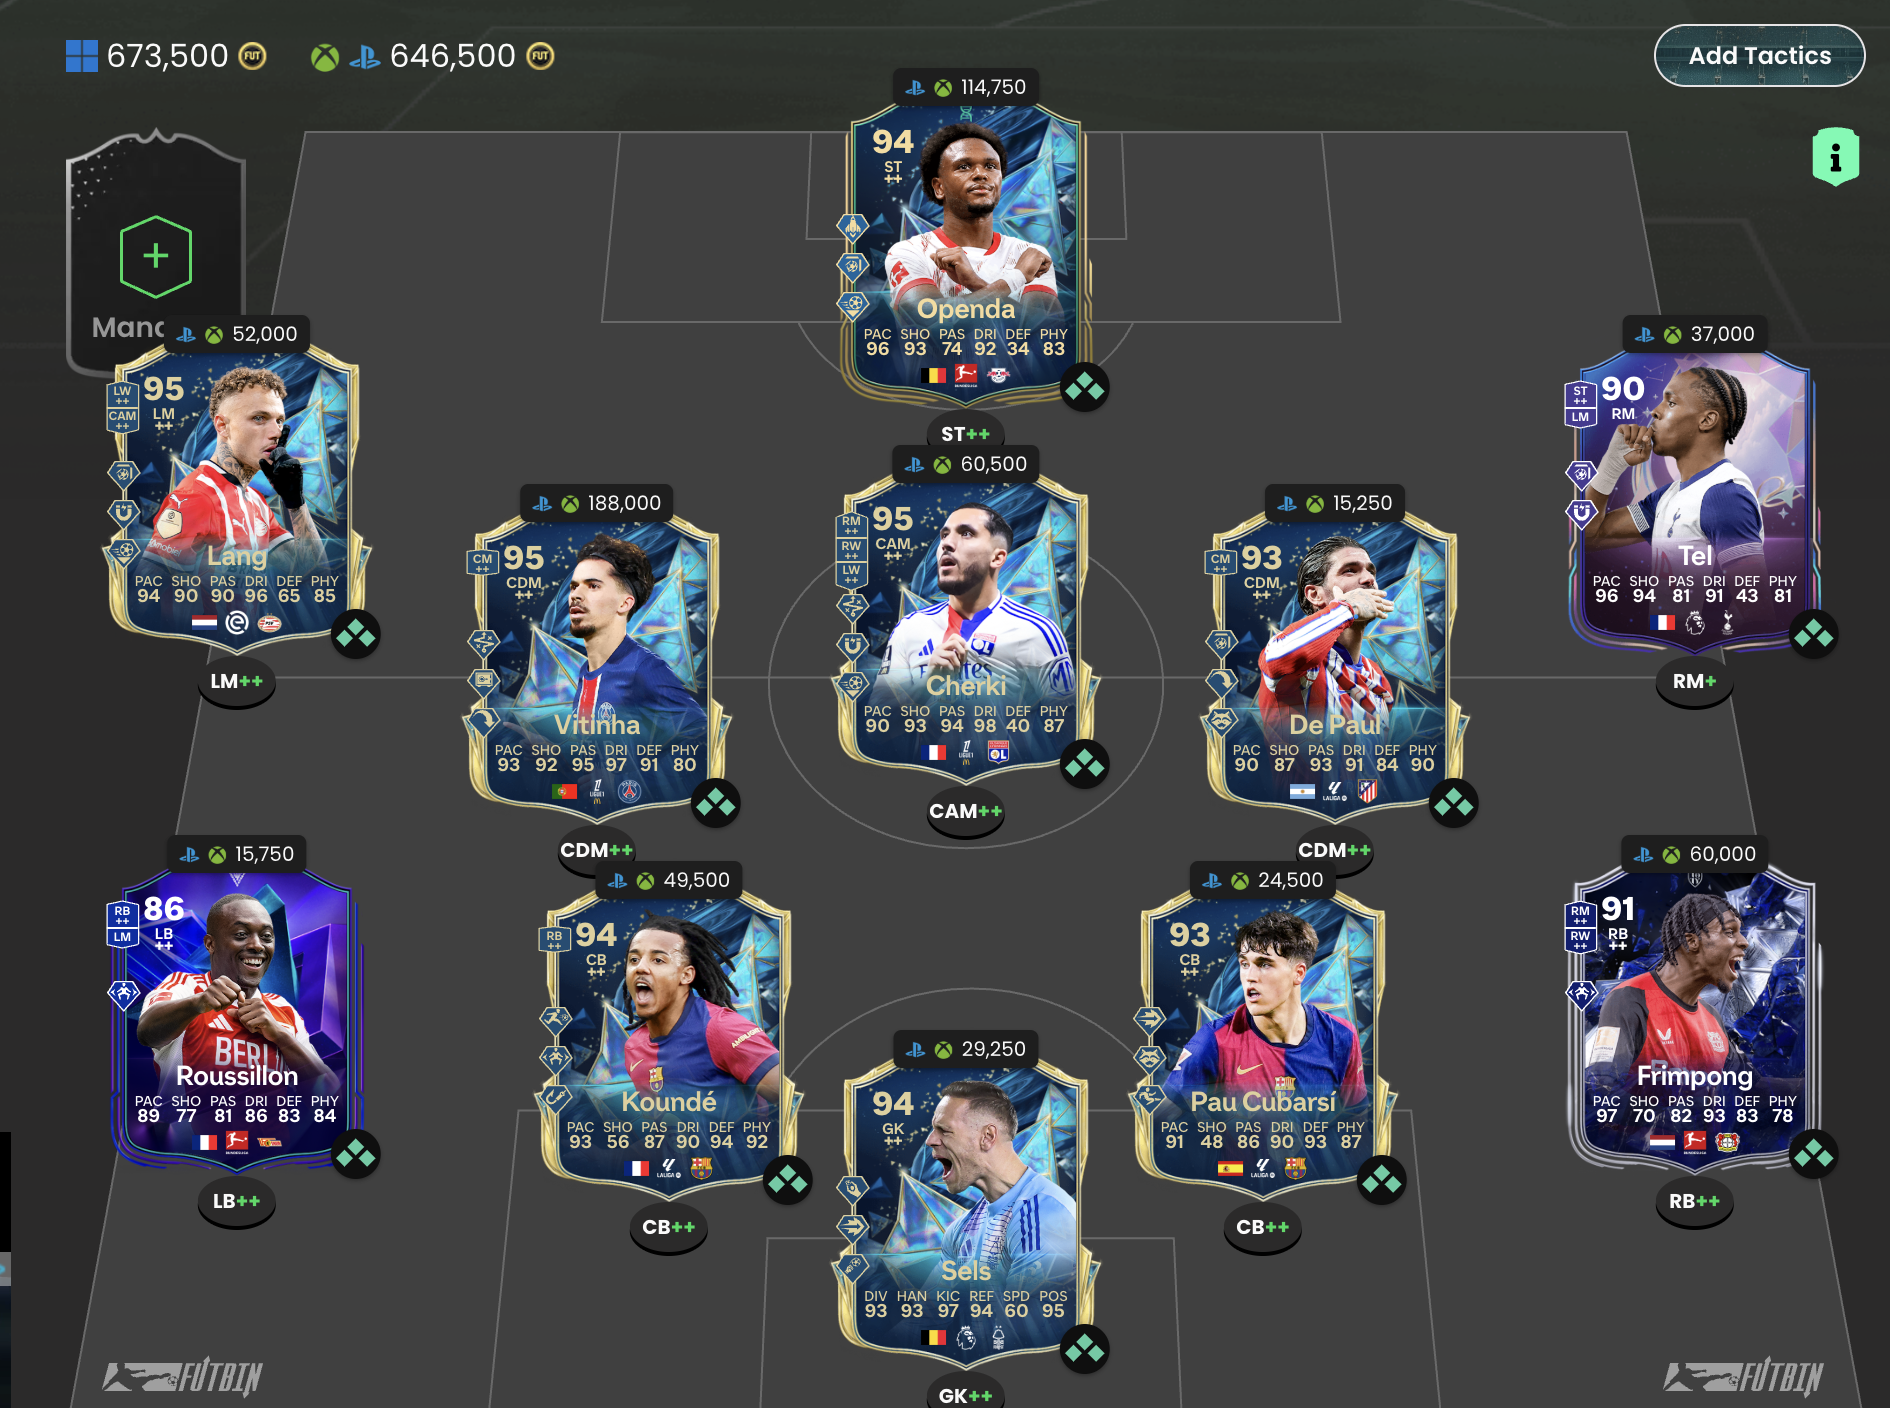 673,500
646,500
Add Tactics
114,750
94
ST
++
Openda
PAC SHO PAS DRI DEF PHY
96 93 74 92 34 83
ST++
Mana
52,000
LW
++
CAM
++
95
LM
++
Lang
PAC SHO PAS DRI DEF PHY
94 90 90 96 65 85
LM++
37,000
ST
++
LM
90
RM
Tel
PAC SHO PAS DRI DEF PHY
96 94 81 91 43 81
RM+
188,000
CM
++
95
CDM
++
Vitinha
PAC SHO PAS DRI DEF PHY
93 92 95 97 91 80
CDM++
60,500
RM
++
RW
++
LW
++
95
CAM
++
Cherki
PAC SHO PAS DRI DEF PHY
90 93 94 98 40 87
CAM++
15,250
CM
++
93
CDM
++
De Paul
PAC SHO PAS DRI DEF PHY
90 87 93 91 84 90
LALIGA
CDM++
15,750
RB
++
LM
86
LB
++
BERLI
Roussillon
PAC SHO PAS DRI DEF PHY
89 77 81 86 83 84
LB++
49,500
RB
++
94
CB
++
Koundé
PAC SHO PAS DRI DEF PHY
93 56 87 90 94 92
LALIGA
CB++
24,500
93
CB
++
Pau Cubarsí
PAC SHO PAS DRI DEF PHY
91 48 86 90 93 87
LALIGA
CB++
60,000
RM
++
RW
++
91
RB
++
Frimpong
PAC SHO PAS DRI DEF PHY
97 70 82 93 83 78
RB++
29,250
94
GK
++
Sels
DIV HAN KIC REF SPD POS
93 93 97 94 60 95
GK++
FUTBIN
FUTBIN